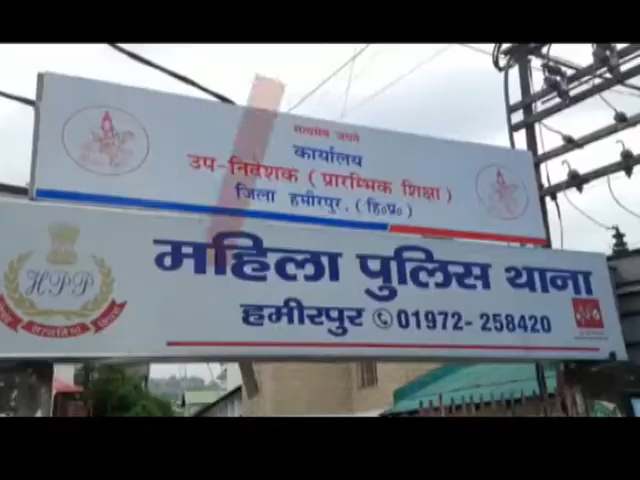 सत्यमेव जयते
कार्यालय
उप-निदेशक ( प्रारम्भिक शिक्षा )
जिला हमीरपुर. ( हि०प्र० )
महिला पुलिस थाना
हमीरपुर ✆ 01972- 258420
HPP